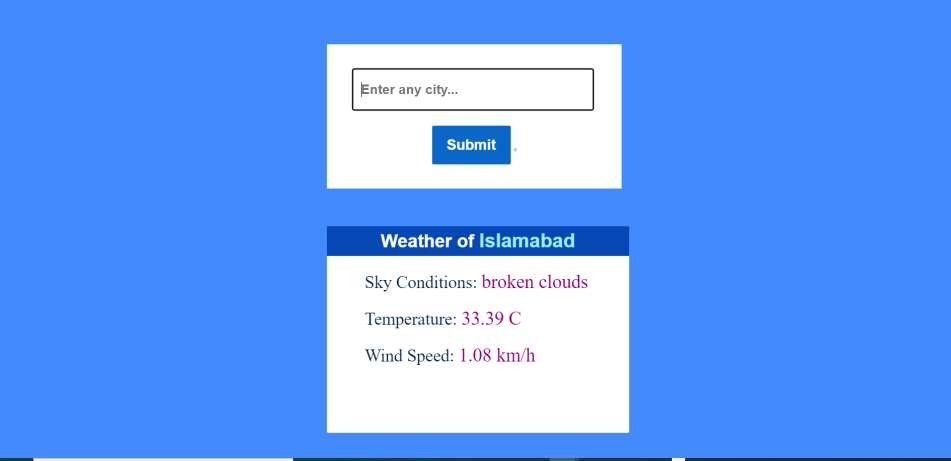 Enter any city...
Submit
Weather of Islamabad
Sky Conditions: broken clouds
Temperature: 33.39 C
Wind Speed: 1.08 km/h